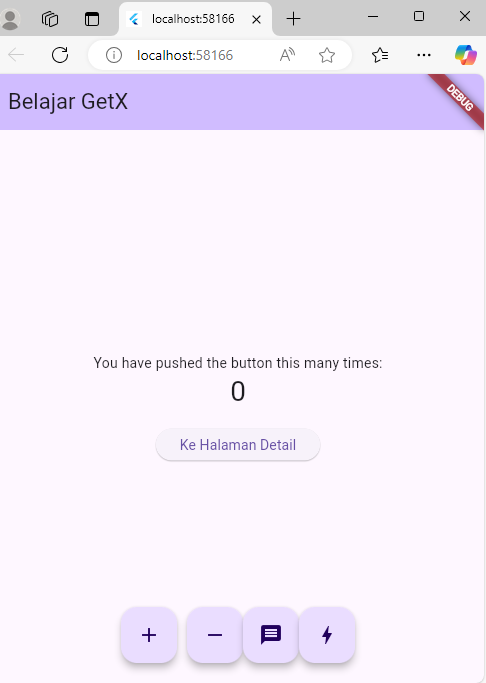 localhost:58166
localhost:58166
Belajar GetX
DEBUG
You have pushed the button this many times:
0
Ke Halaman Detail